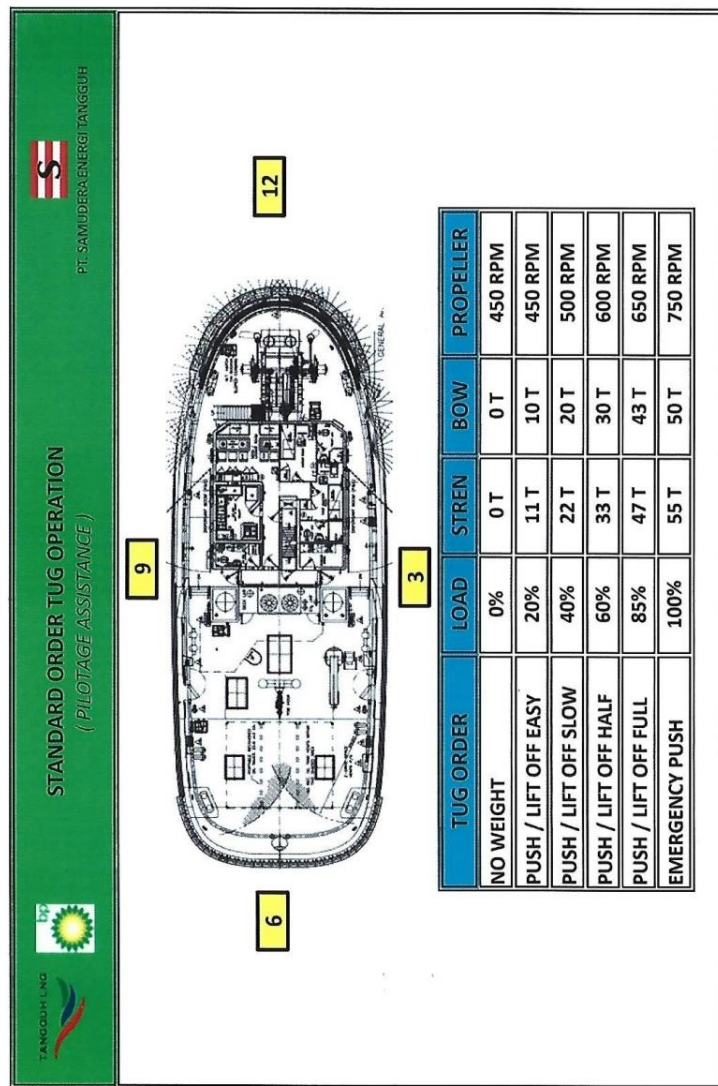 TANGGUH LNG
bp
STANDARD ORDER TUG OPERATION
( PILOTAGE ASSISTANCE )
S
PT. SAMUDERA ENERGI TANGGUH
9
6
12
3
GENERAL
TUG ORDER LOAD STREN BOW PROPELLER
NO WEIGHT 0% 0 T 0 T 450 RPM
PUSH / LIFT OFF EASY 20% 11 T 10 T 450 RPM
PUSH / LIFT OFF SLOW 40% 22 T 20 T 500 RPM
PUSH / LIFT OFF HALF 60% 33 T 30 T 600 RPM
PUSH / LIFT OFF FULL 85% 47 T 43 T 650 RPM
EMERGENCY PUSH 100% 55 T 50 T 750 RPM